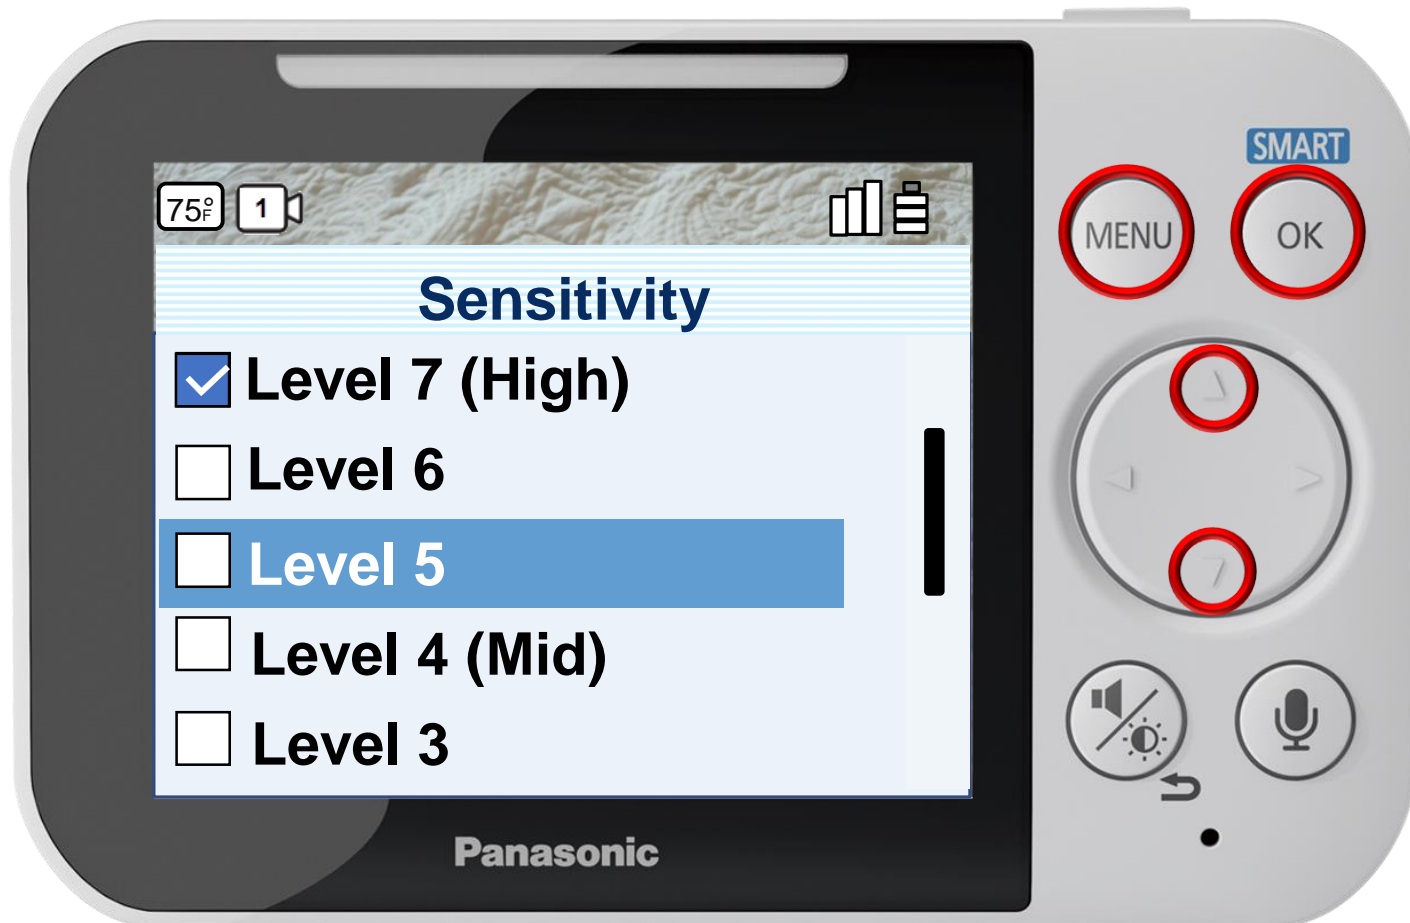 SMART
75°F 1
MENU OK
Sensitivity
Level 7 (High)
Level 6
Level 5
Level 4 (Mid)
Level 3
Panasonic